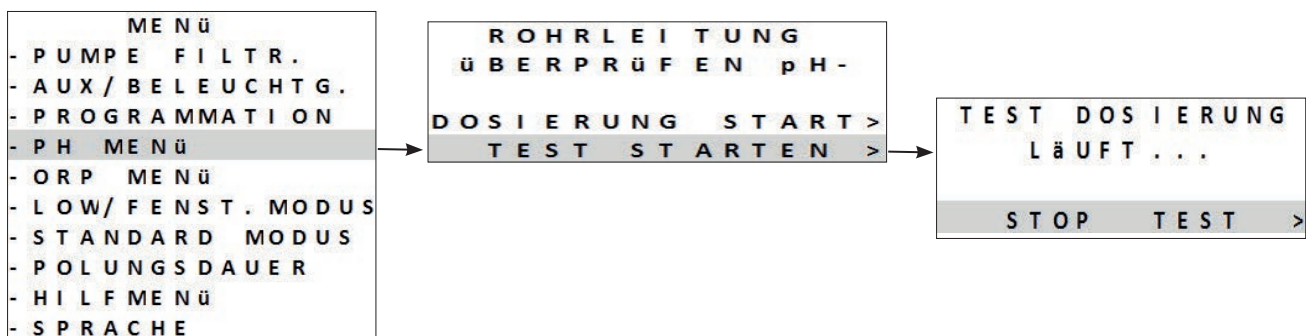 MENü
- PUMPE FILTR.
- AUX/BELEUCHTG.
- PROGRAMMATION
- PH MENü
- ORP MENü
- LOW/FENST.MODUS
- STANDARD MODUS
- POLUNGSDAUER
- HILFMENü
- SPRACHE
ROHRLEITUNG
üBERPRüFEN pH-
DOSIERUNG START>
TEST STARTEN >
TEST DOSIERUNG
LäUFT...
STOP TEST >